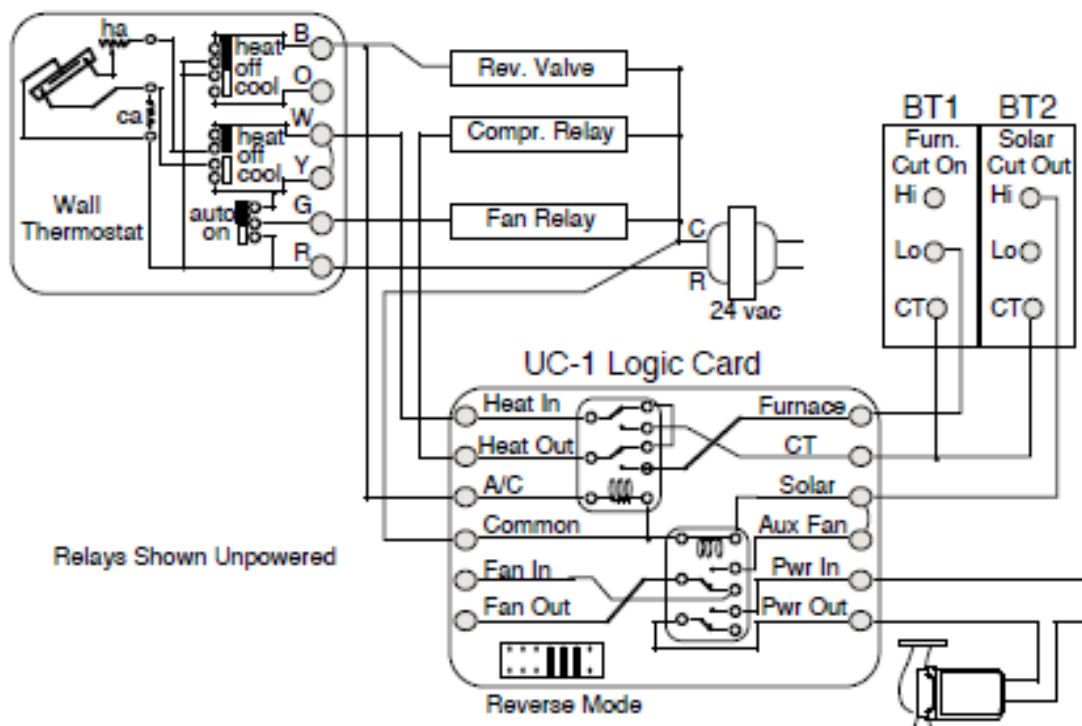 ha
ca
heat
off
cool
heat
off
cool
auto
on
B
O
W
Y
G
R
Wall
Thermostat
Rev. Valve
Compr. Relay
Fan Relay
C
R
24 vac
BT1 BT2
Furn. Solar
Cut On Cut Out
Hi Hi
Lo Lo
CT CT
UC-1 Logic Card
Heat In Furnace
Heat Out CT
A/C Solar
Common Aux Fan
Fan In Pwr In
Fan Out Pwr Out
Relays Shown Unpowered
Reverse Mode